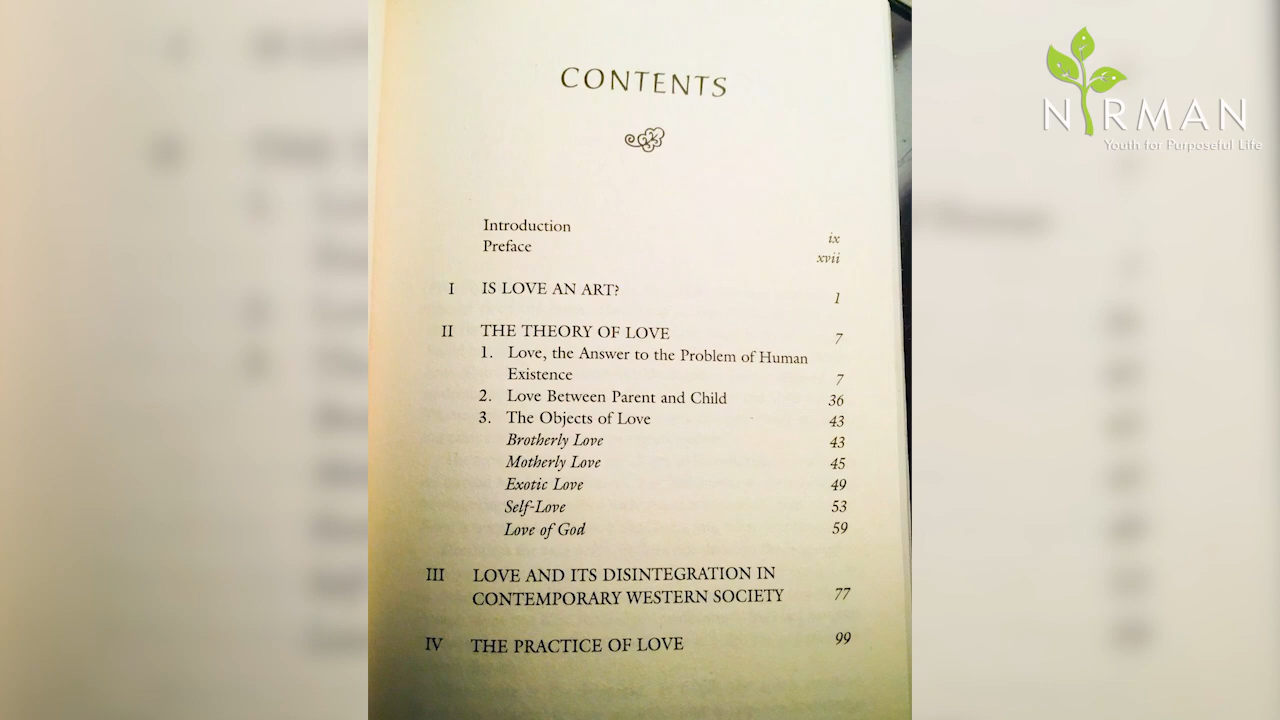 CONTENTS
Introduction ix
Preface xvii
I IS LOVE AN ART? 1
II THE THEORY OF LOVE 7
1. Love, the Answer to the Problem of Human
Existence 7
2. Love Between Parent and Child 36
3. The Objects of Love 43
Brotherly Love 43
Motherly Love 45
Exotic Love 49
Self-Love 53
Love of God 59
III LOVE AND ITS DISINTEGRATION IN
CONTEMPORARY WESTERN SOCIETY 77
IV THE PRACTICE OF LOVE 99
NIRMAN
Youth for Purposeful Life